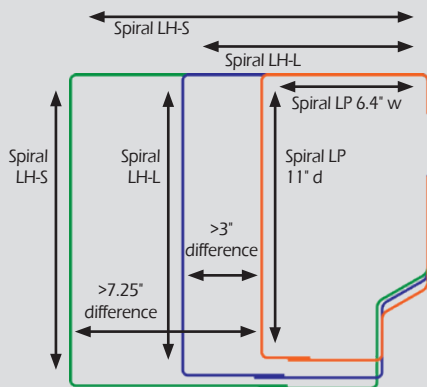 Spiral LH-S
Spiral LH-L
Spiral LP 6.4" w
Spiral
LH-S
Spiral
LH-L
Spiral LP
11" d
>3"
difference
>7.25"
difference